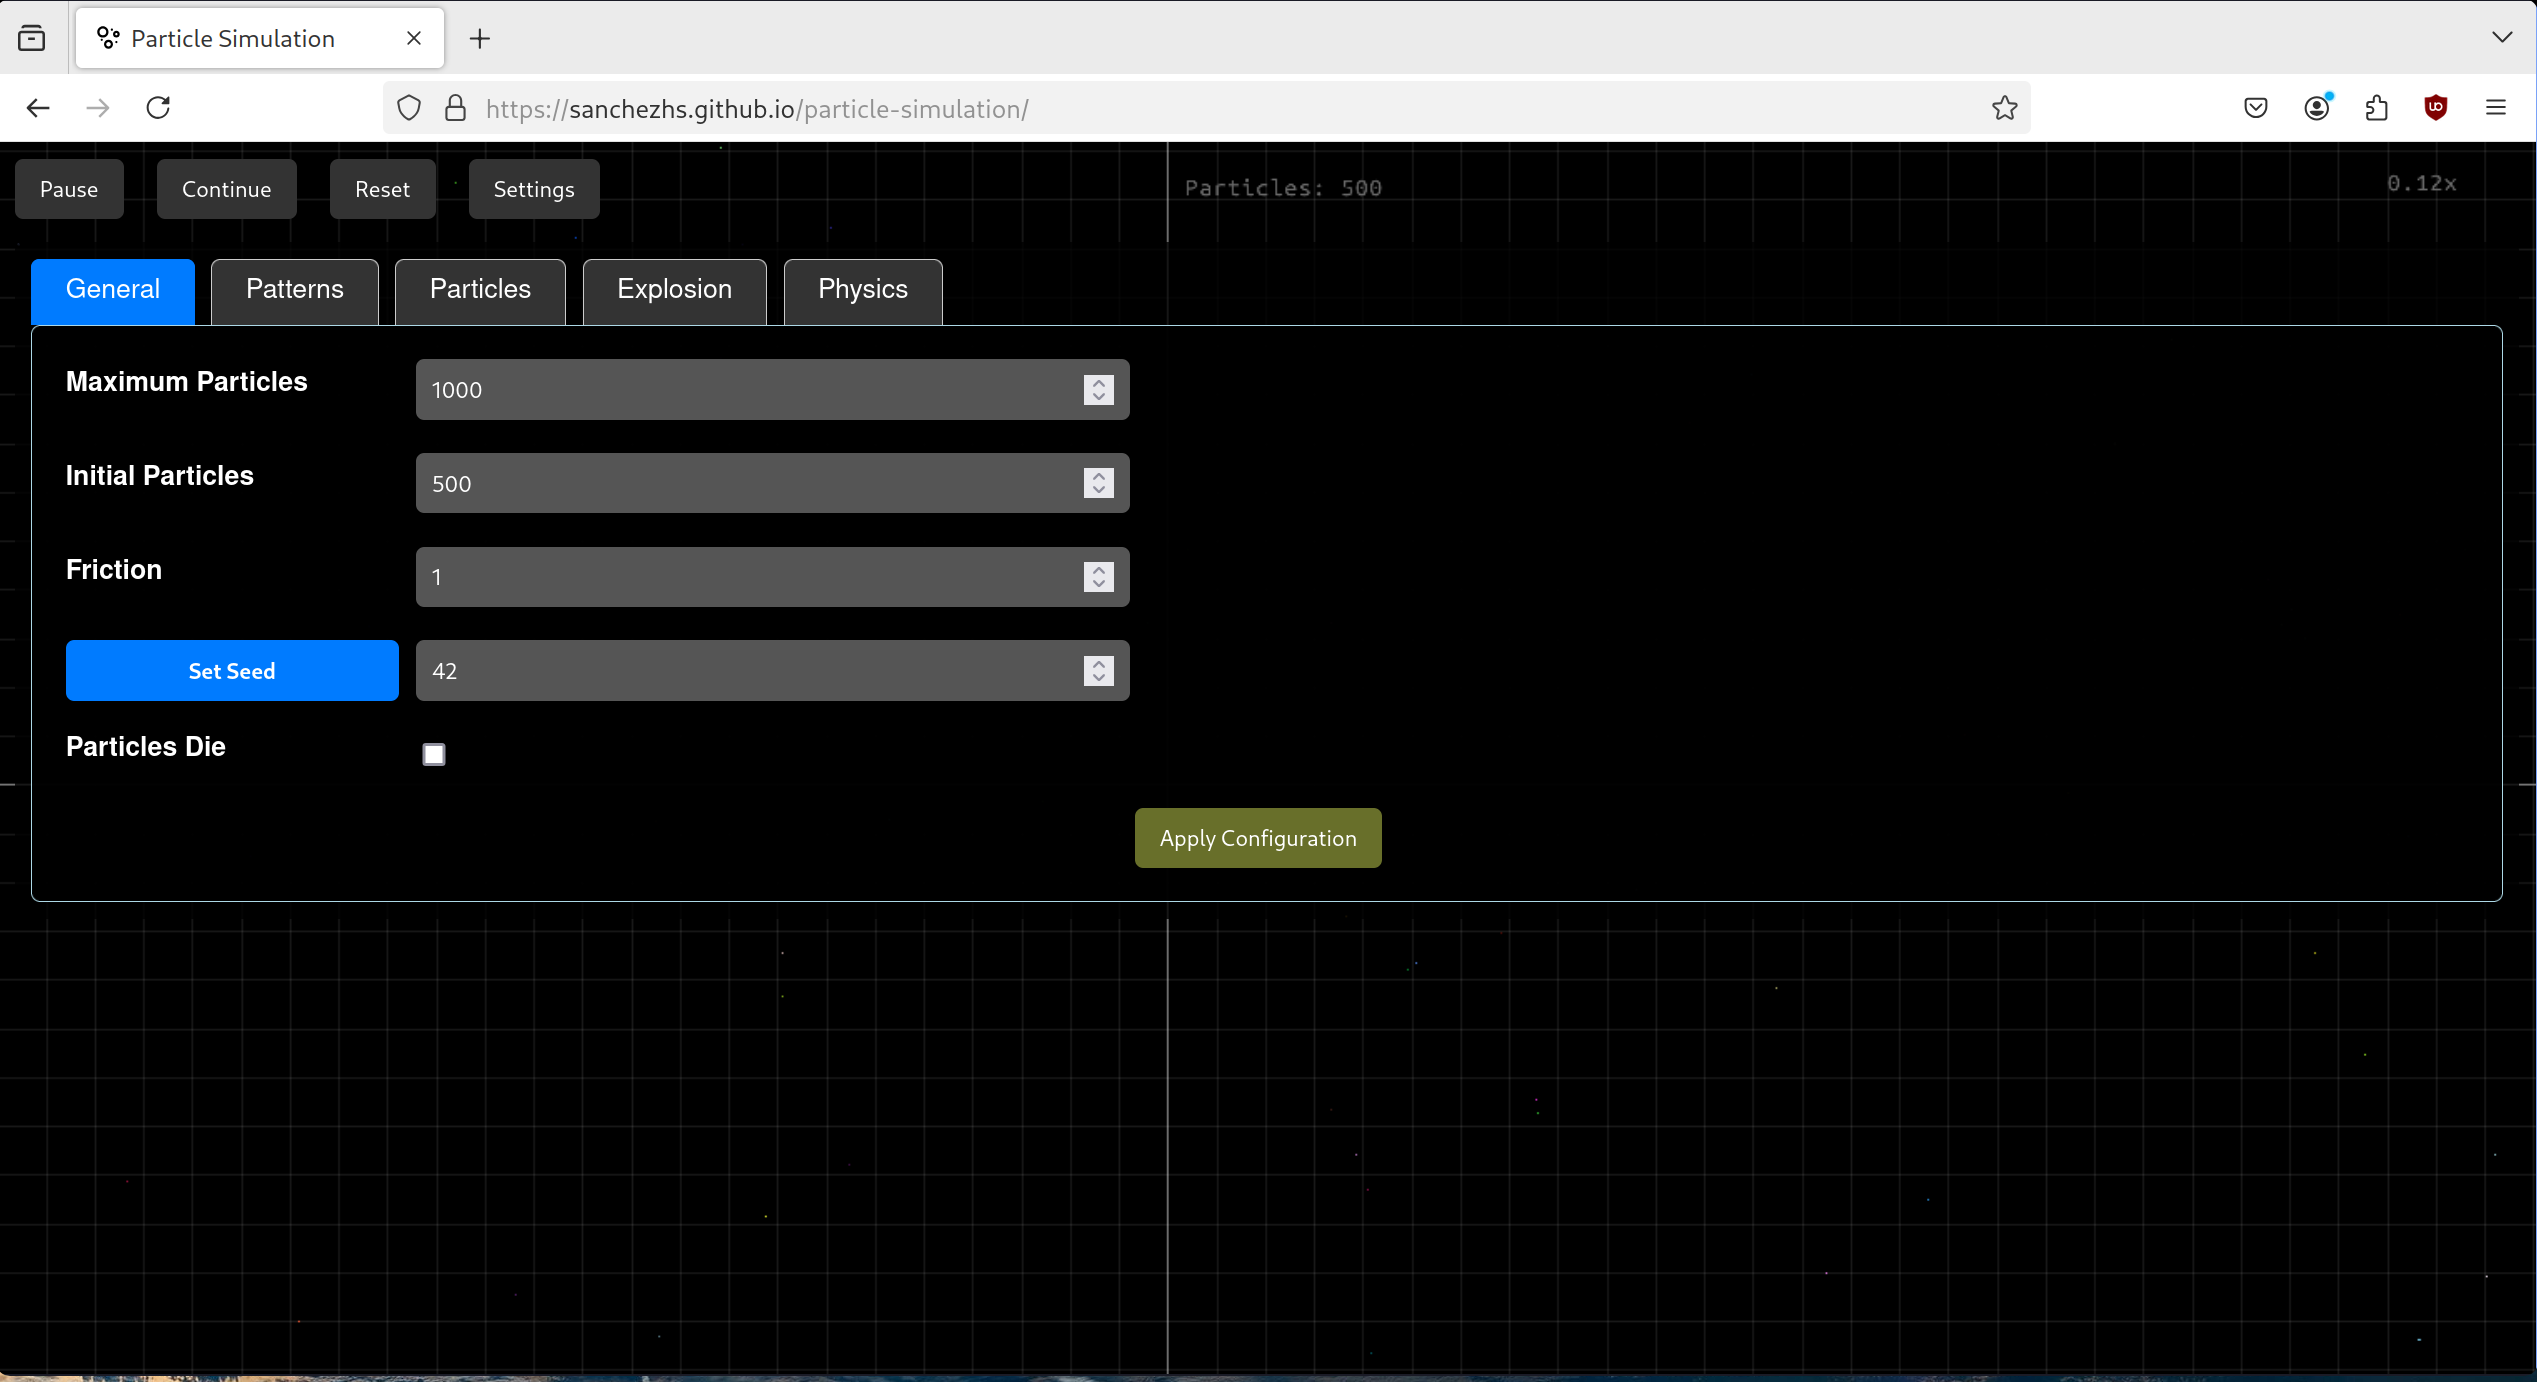 Particle Simulation
https://sanchezhs.github.io/particle-simulation/
Pause Continue Reset Settings Particles: 500 0.12x
General Patterns Particles Explosion Physics
Maximum Particles 1000
Initial Particles 500
Friction 1
Set Seed 42
Particles Die
Apply Configuration